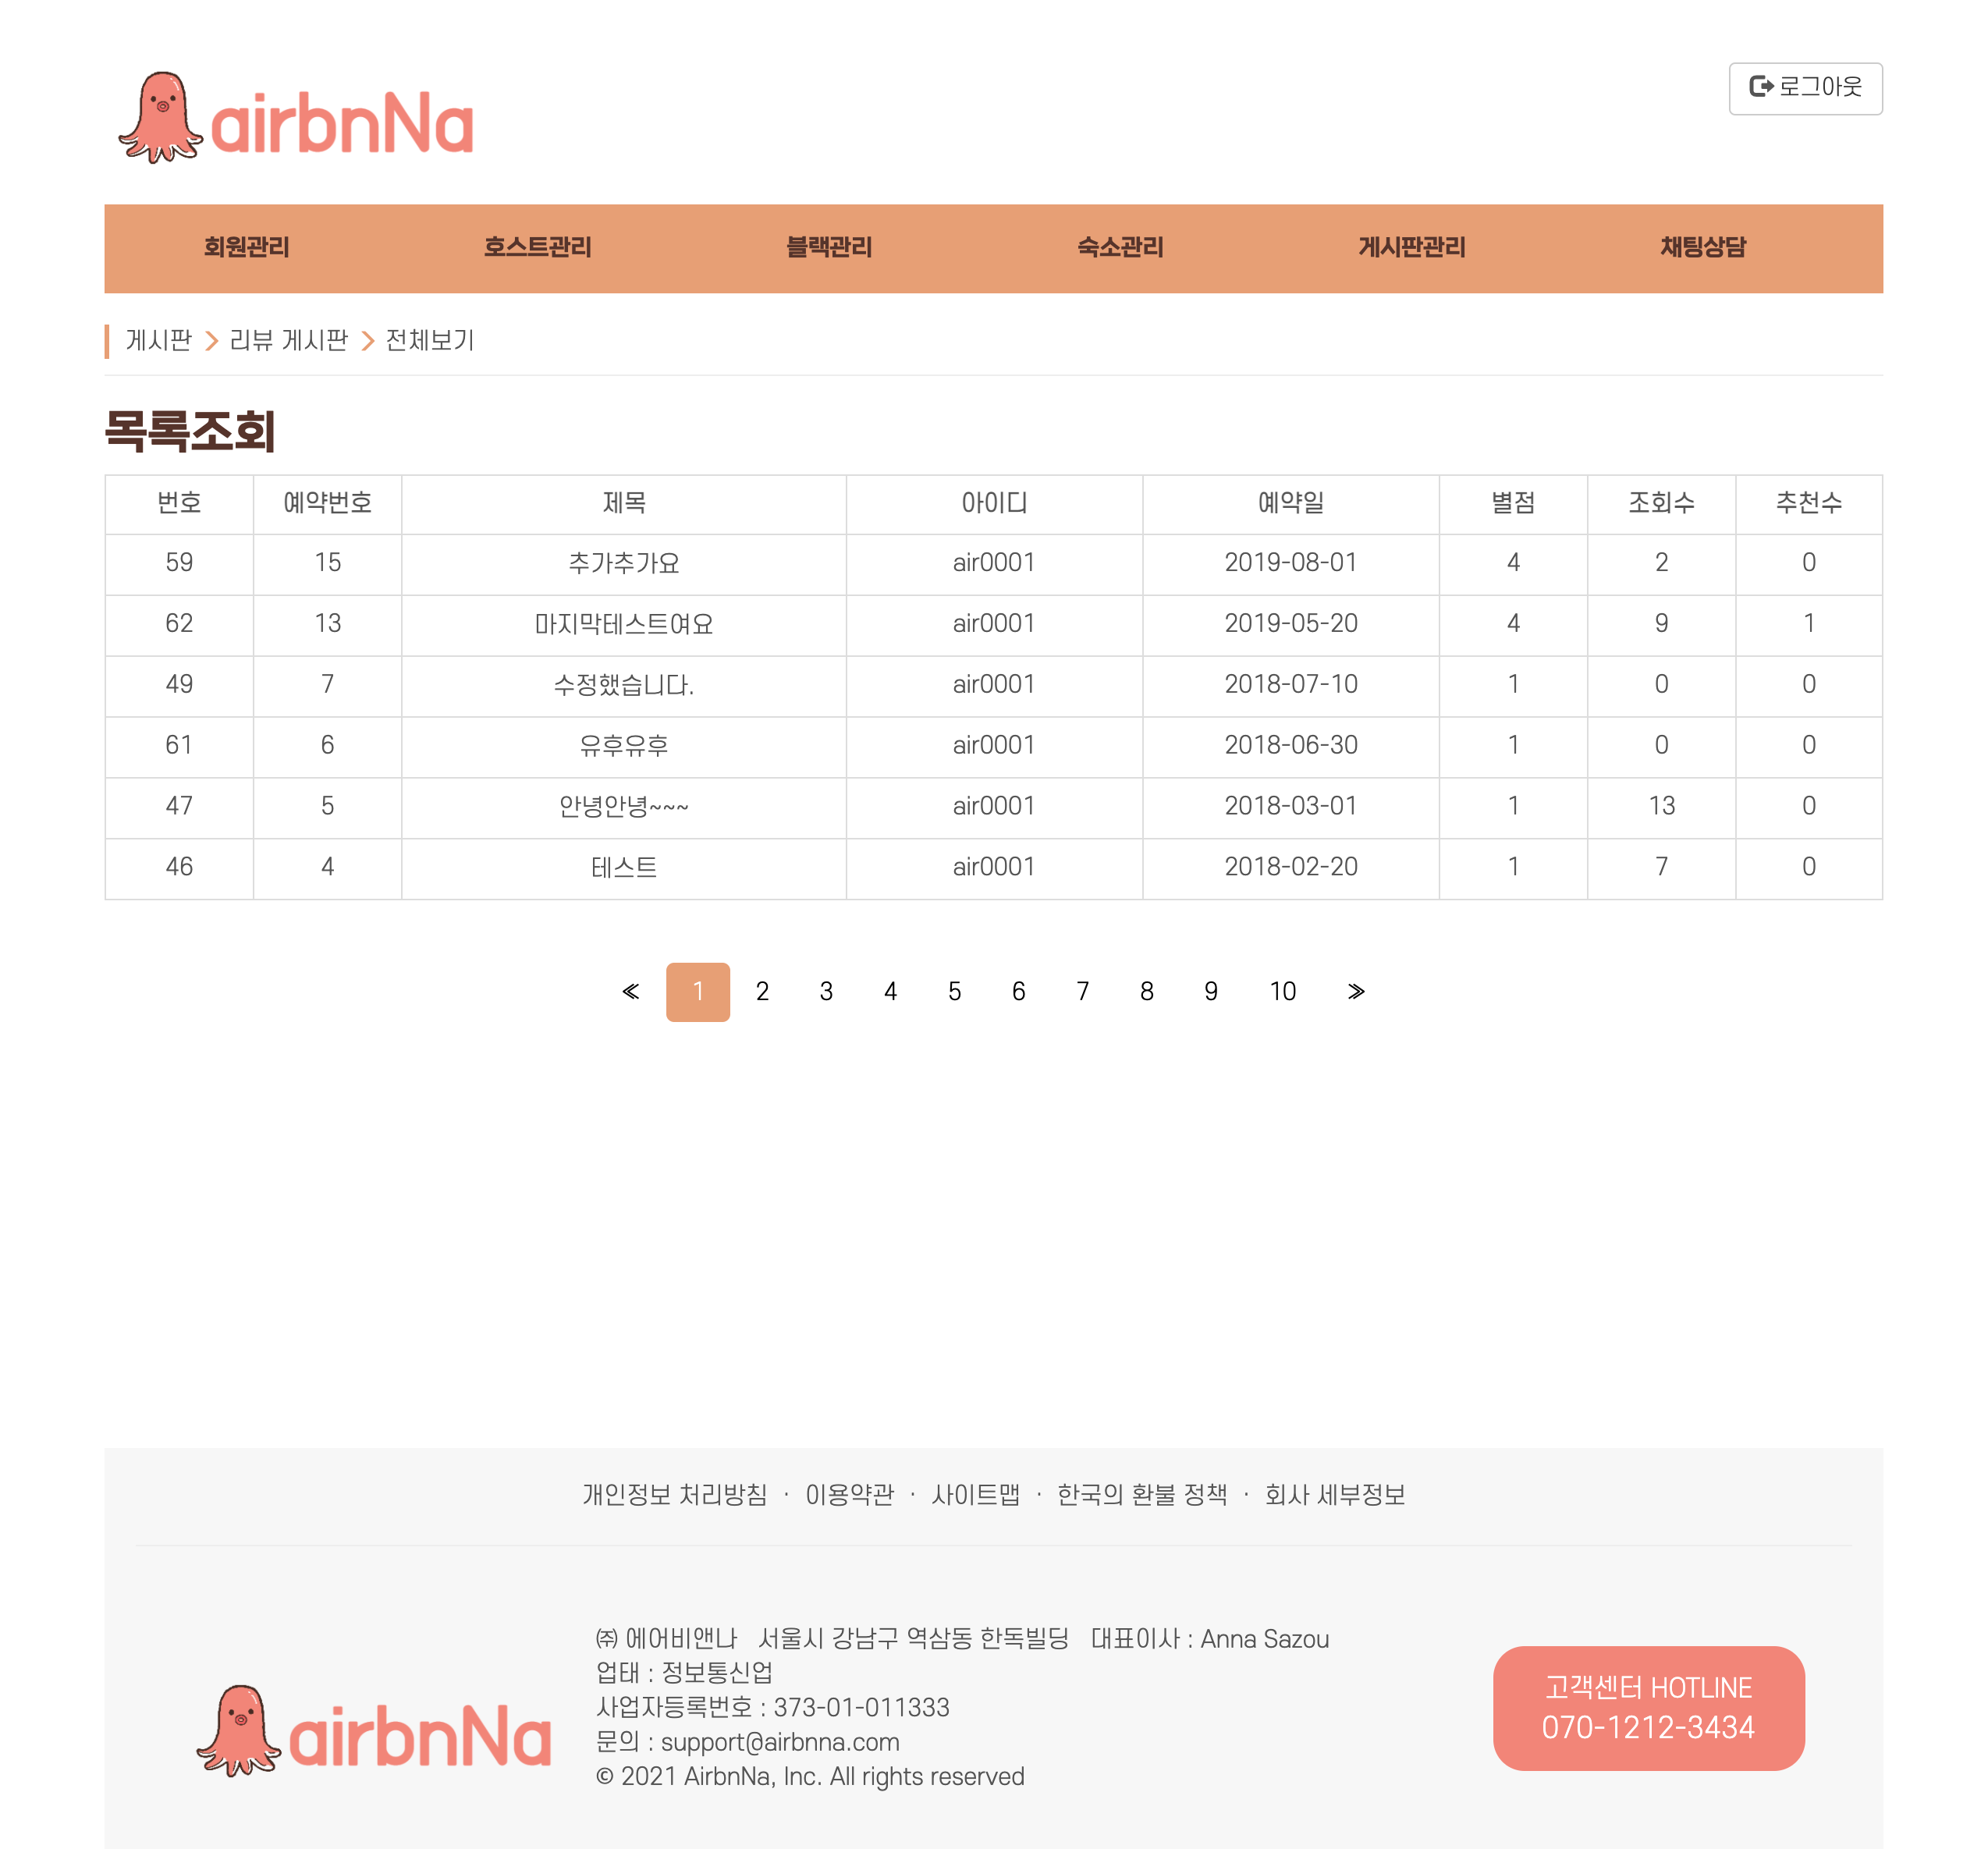 airbnNa
로그아웃
회원관리 호스트관리 블랙관리 숙소관리 게시판관리 채팅상담
게시판 리뷰 게시판 전체보기
목록조회
번호 예약번호 제목 아이디 예약일 별점 조회수 추천수
59 15 추가추가요 air0001 2019-08-01 4 2 0
62 13 마지막테스트여요 air0001 2019-05-20 4 9 1
49 7 수정했습니다. air0001 2018-07-10 1 0 0
61 6 유후유후 air0001 2018-06-30 1 0 0
47 5 안녕안녕~~~ air0001 2018-03-01 1 13 0
46 4 테스트 air0001 2018-02-20 1 7 0
≪ 1 2 3 4 5 6 7 8 9 10 ≫
개인정보 처리방침 · 이용약관 · 사이트맵 · 한국의 환불 정책 · 회사 세부정보
㈜ 에어비앤나 서울시 강남구 역삼동 한독빌딩 대표이사 : Anna Sazou
업태 : 정보통신업
사업자등록번호 : 373-01-011333
문의 : support@airbnna.com
© 2021 AirbnNa, Inc. All rights reserved
airbnNa
고객센터 HOTLINE
070-1212-3434